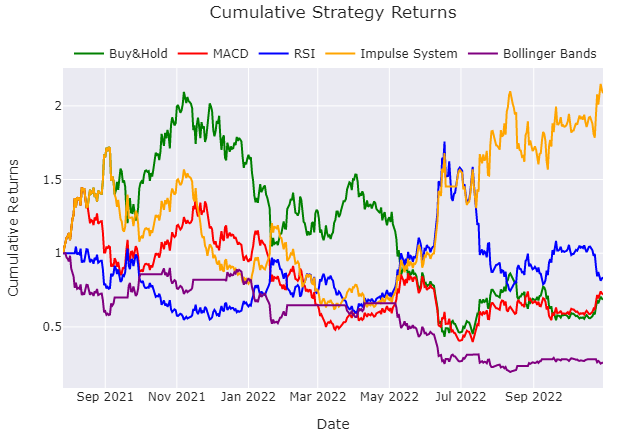 Cumulative Strategy Returns
Buy&Hold MACD RSI Impulse System Bollinger Bands
Cumulative Returns
2
1.5
1
0.5
Sep 2021 Nov 2021 Jan 2022 Mar 2022 May 2022 Jul 2022 Sep 2022
Date